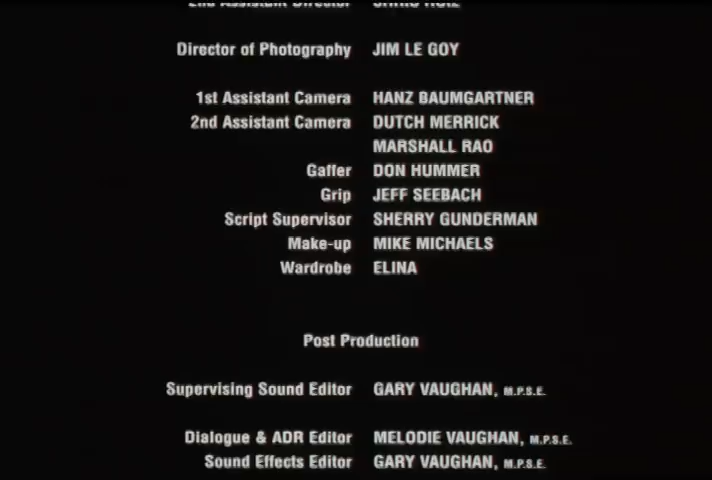 Director of Photography JIM LE GOY
1st Assistant Camera HANZ BAUMGARTNER
2nd Assistant Camera DUTCH MERRICK
MARSHALL RAO
Gaffer DON HUMMER
Grip JEFF SEEBACH
Script Supervisor SHERRY GUNDERMAN
Make-up MIKE MICHAELS
Wardrobe ELINA
Post Production
Supervising Sound Editor GARY VAUGHAN, M.P.S.E.
Dialogue & ADR Editor MELODIE VAUGHAN, M.P.S.E.
Sound Effects Editor GARY VAUGHAN, M.P.S.E.